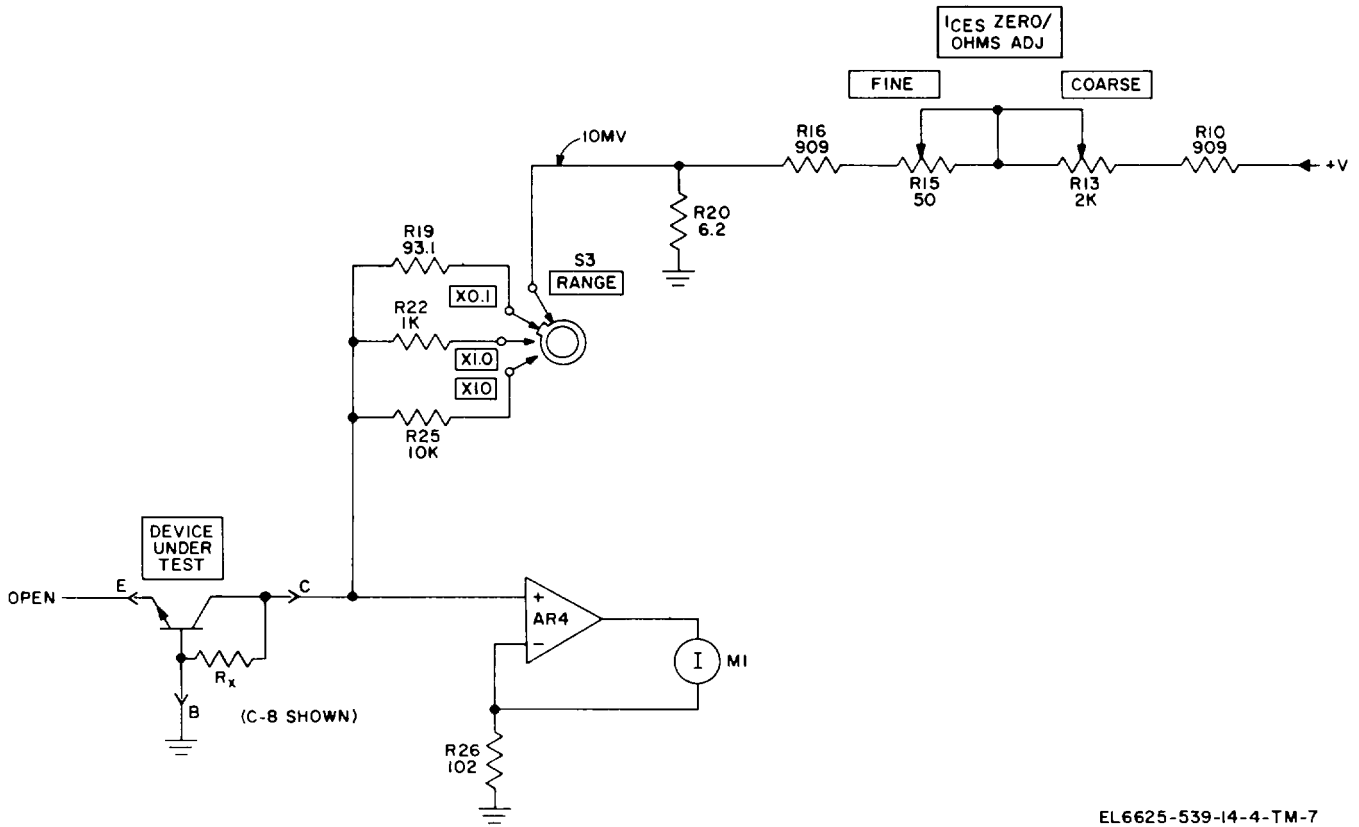 ICES ZERO/
OHMS ADJ
FINE
COARSE
10MV
R16
909
R15
50
R13
2K
R10
909
+V
R20
6.2
R19
93.1
S3
RANGE
X0.1
R22
1K
X1.0
X10
R25
10K
DEVICE
UNDER
TEST
OPEN
E
C
+
AR4
−
I
M1
Rx
B
(C-8 SHOWN)
R26
102
EL6625-539-14-4-TM-7